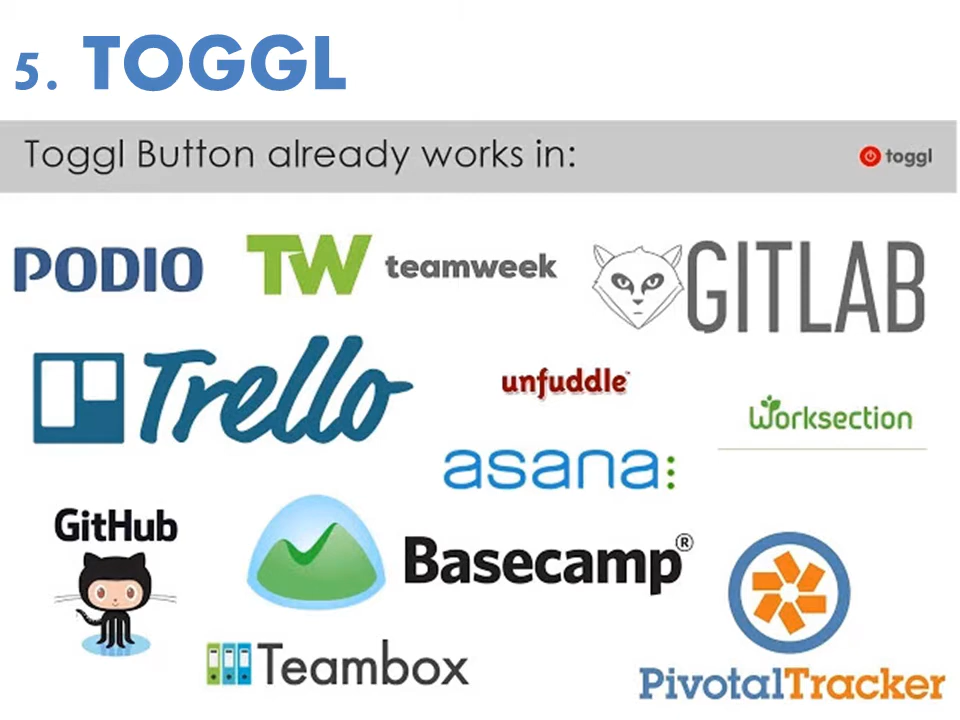 5. TOGGL
Toggl Button already works in:
toggl
PODIO
TW teamweek
GITLAB
Trello
unfuddle™
Worksection
asana:
GitHub
Basecamp®
Teambox
PivotalTracker